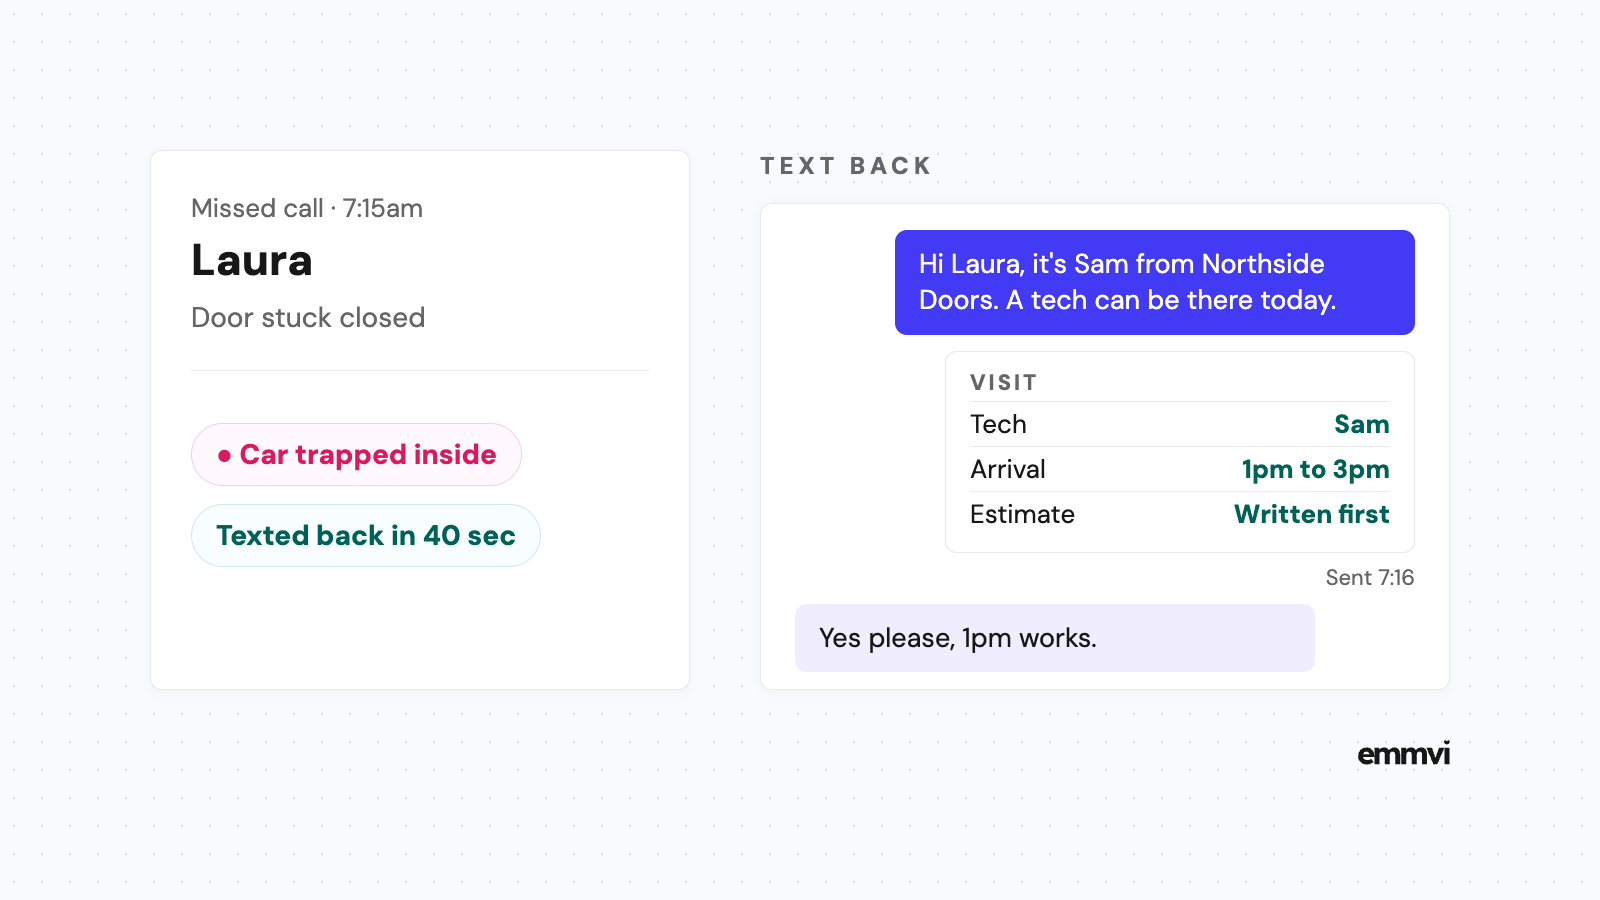 Missed call · 7:15am
Laura
Door stuck closed
Car trapped inside
Texted back in 40 sec
TEXT BACK
Hi Laura, it's Sam from Northside
Doors. A tech can be there today.
VISIT
Tech Sam
Arrival 1pm to 3pm
Estimate Written first
Sent 7:16
Yes please, 1pm works.
emmvi